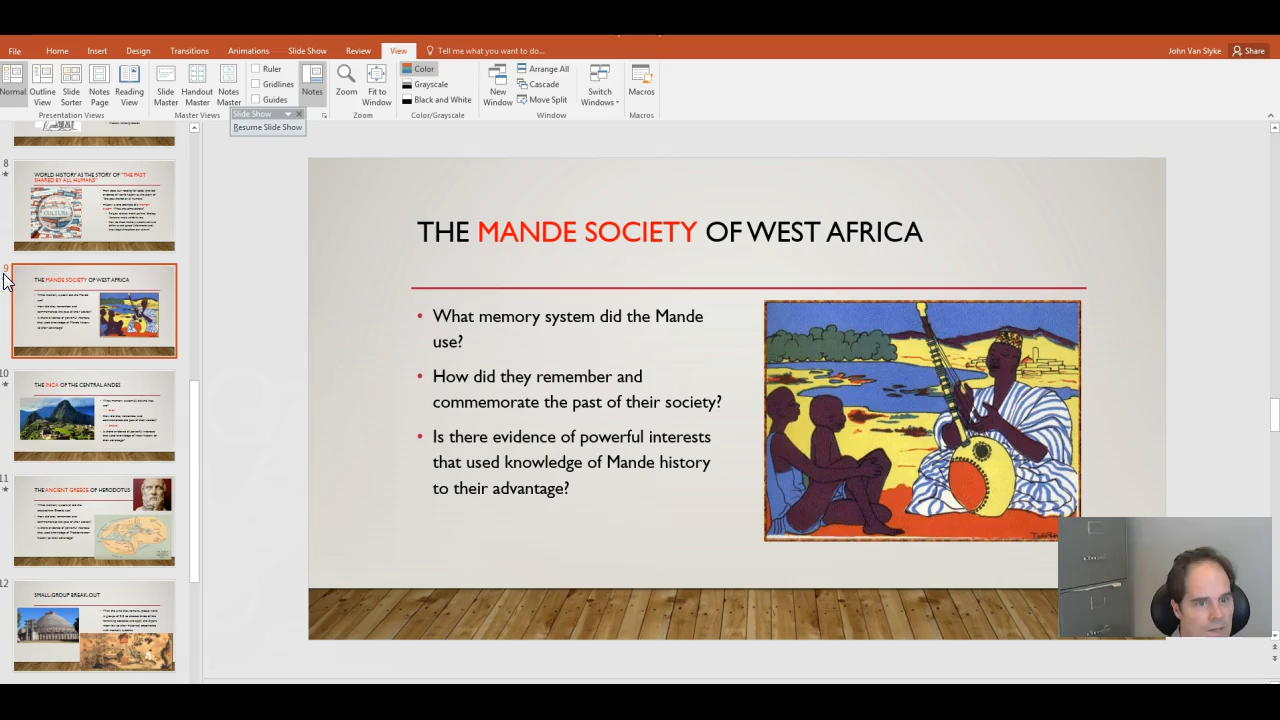 File Home Insert Design Transitions Animations Slide Show Review View Tell me what you want to do... John Van Slyke Share
Normal Outline View Slide Sorter Notes Page Reading View
Slide Master Handout Master Notes Master
Ruler
Gridlines
Guides
Notes
Zoom Fit to Window
Color
Grayscale
Black and White
New Window
Arrange All
Cascade
Move Split
Switch Windows
Macros
Presentation Views Master Views Zoom Color/Grayscale Window Macros
Slide Show
Resume Slide Show
8
WORLD HISTORY AS THE STORY OF "THE PAST
SHARED BY ALL HUMANS"
CULTURE
9
THE MANDE SOCIETY OF WEST AFRICA
10
THE INCA OF THE CENTRAL ANDES
11
THE ANCIENT GREECE OF HERODOTUS
12
SMALL-GROUP BREAK-OUT
THE MANDE SOCIETY OF WEST AFRICA
• What memory system did the Mande
use?
• How did they remember and
commemorate the past of their society?
• Is there evidence of powerful interests
that used knowledge of Mande history
to their advantage?